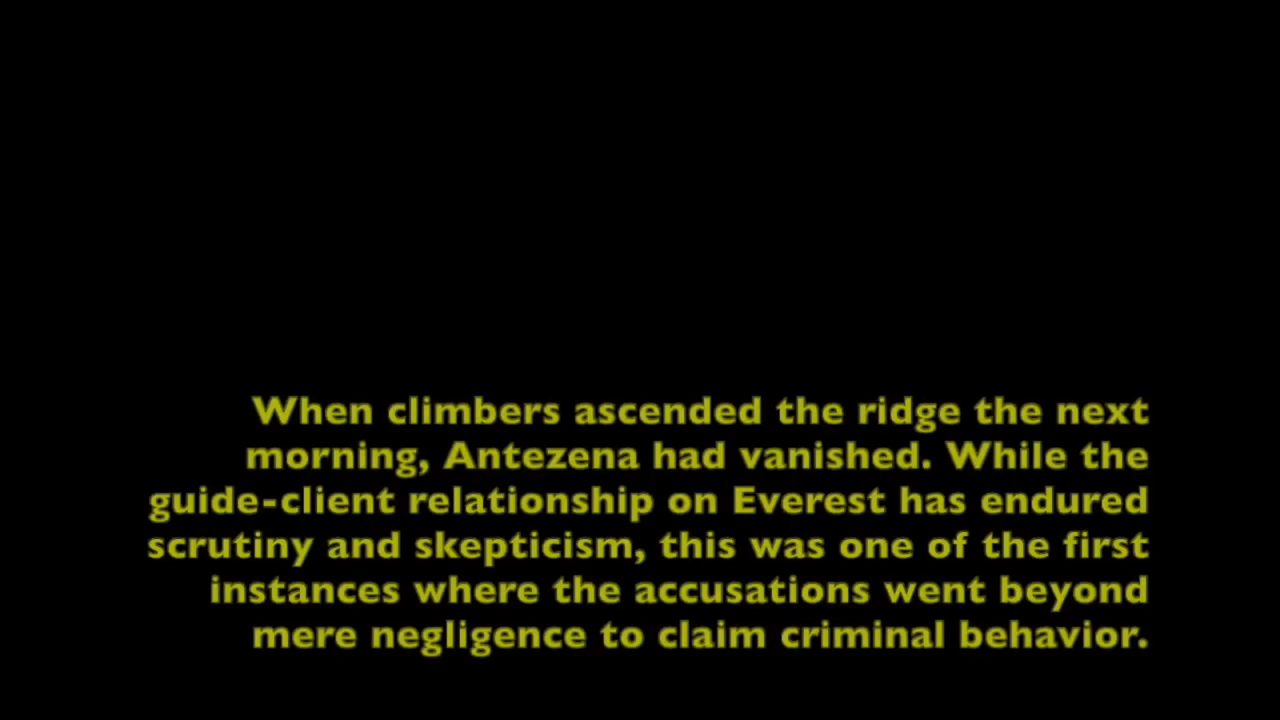 When climbers ascended the ridge the next
morning, Antezena had vanished. While the
guide-client relationship on Everest has endured
scrutiny and skepticism, this was one of the first
instances where the accusations went beyond
mere negligence to claim criminal behavior.